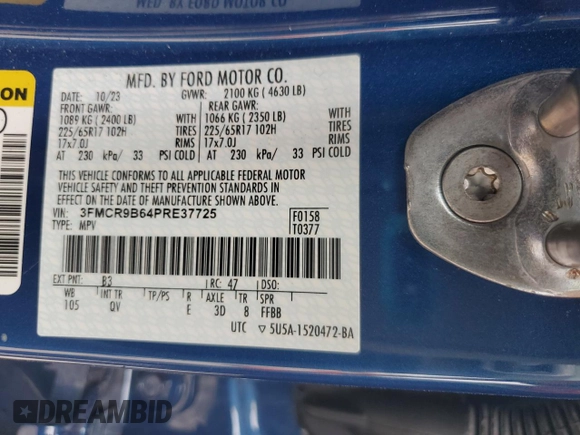 MFD. BY FORD MOTOR CO.
MFD. BY FORD MOTOR CO.
DATE: 10/23 GVWR: 2100 KG ( 4630 LB)
FRONT GAWR: REAR GAWR:
1089 KG ( 2400 LB) WITH 1066 KG ( 2350 LB) WITH
225/65R17 102H TIRES 225/65R17 102H TIRES
17x7.0J RIMS 17x7.0J RIMS
AT 230 kPa/ 33 PSI COLD AT 230 kPa/ 33 PSI COLD
THIS VEHICLE CONFORMS TO ALL APPLICABLE FEDERAL MOTOR
VEHICLE SAFETY AND THEFT PREVENTION STANDARDS IN
EFFECT ON THE DATE OF MANUFACTURE SHOWN ABOVE.
VIN: 3FMCR9B64PRE37725 F0158
TYPE: MPV T0377
EXT PNT: B3 RC: 47 DSO:
WB INT TR TP/PS R AXLE TR SPR
105 QV E 3D 8 FFBB
UTC ▽5U5A-1520472-BA
DREAMBID